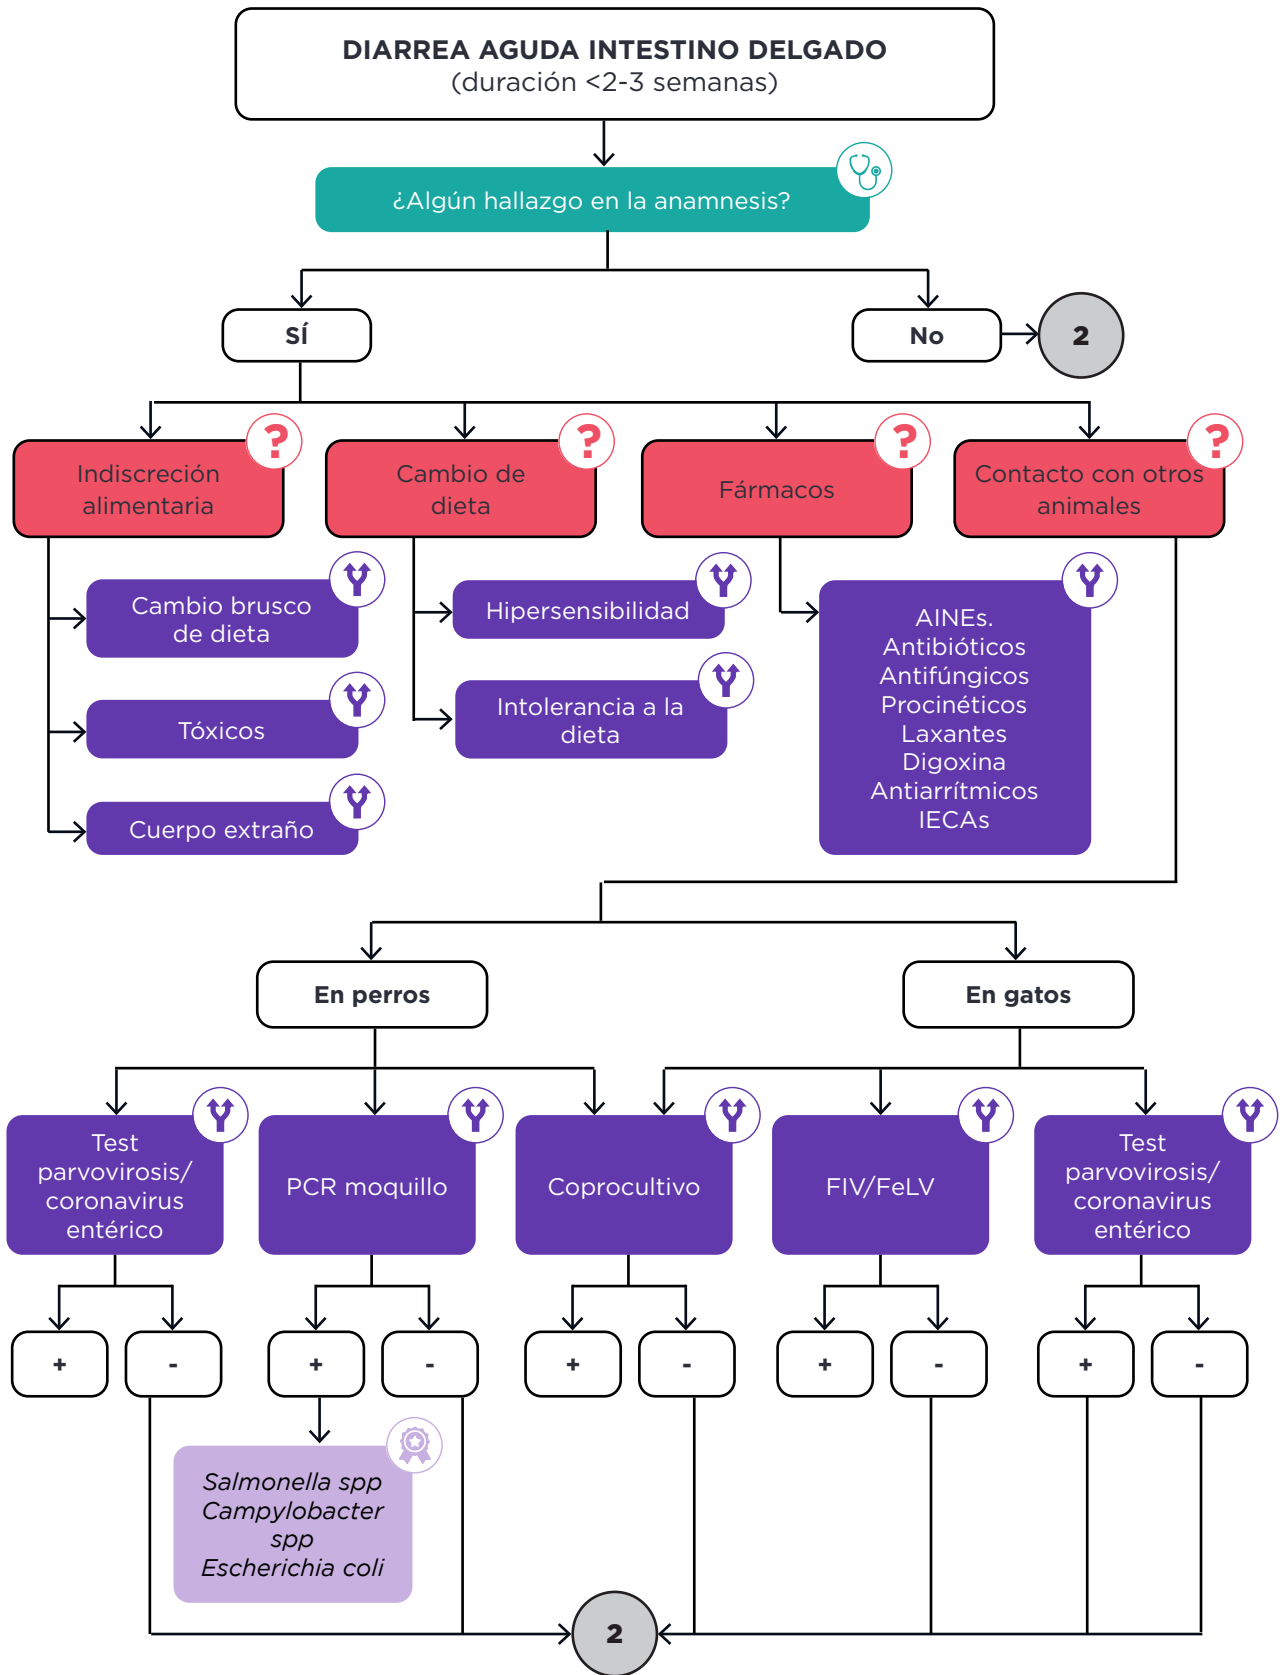 DIARREA AGUDA INTESTINO DELGADO
(duración <2-3 semanas)
¿Algún hallazgo en la anamnesis?
SÍ
No
2
?
?
?
?
Indiscreción
alimentaria
Cambio de
dieta
Fármacos
Contacto con otros
animales
Cambio brusco
de dieta
Tóxicos
Cuerpo extraño
Hipersensibilidad
Intolerancia a la
dieta
AINEs.
Antibióticos
Antifúngicos
Procinéticos
Laxantes
Digoxina
Antiarrítmicos
IECAs
En perros
En gatos
Test
parvovirosis/
coronavirus
entérico
PCR moquillo
Coprocultivo
FIV/FeLV
Test
parvovirosis/
coronavirus
entérico
+
-
+
-
+
-
+
-
+
-
Salmonella spp
Campylobacter
spp
Escherichia coli
2